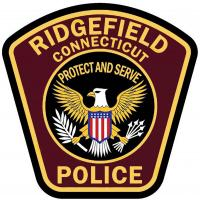 RIDGEFIELD
CONNECTICUT
PROTECT AND SERVE
POLICE